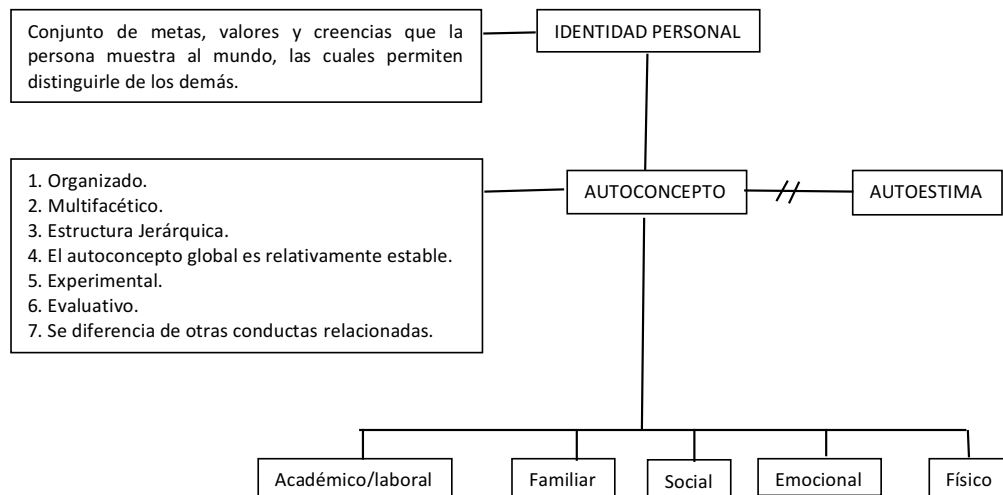 Conjunto de metas, valores y creencias que la
persona muestra al mundo, las cuales permiten
distinguirle de los demás.
IDENTIDAD PERSONAL
1. Organizado.
2. Multifacético.
3. Estructura Jerárquica.
4. El autoconcepto global es relativamente estable.
5. Experimental.
6. Evaluativo.
7. Se diferencia de otras conductas relacionadas.
AUTOCONCEPTO
AUTOESTIMA
Académico/laboral
Familiar
Social
Emocional
Físico